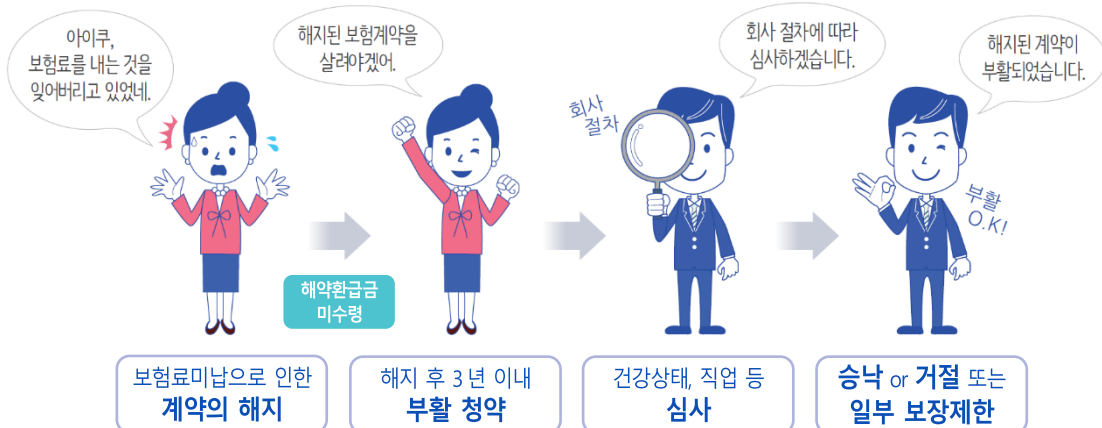 아이쿠,
보험료를 내는 것을
잊어버리고 있었네.
해지된 보험계약을
살려야겠어.
회사 절차에 따라
심사하겠습니다.
해지된 계약이
부활되었습니다.
회사
절차
부활
O.K!
해약환급금
미수령
보험료미납으로 인한
계약의 해지
해지 후 3년 이내
부활 청약
건강상태, 직업 등
심사
승낙 or 거절 또는
일부 보장제한